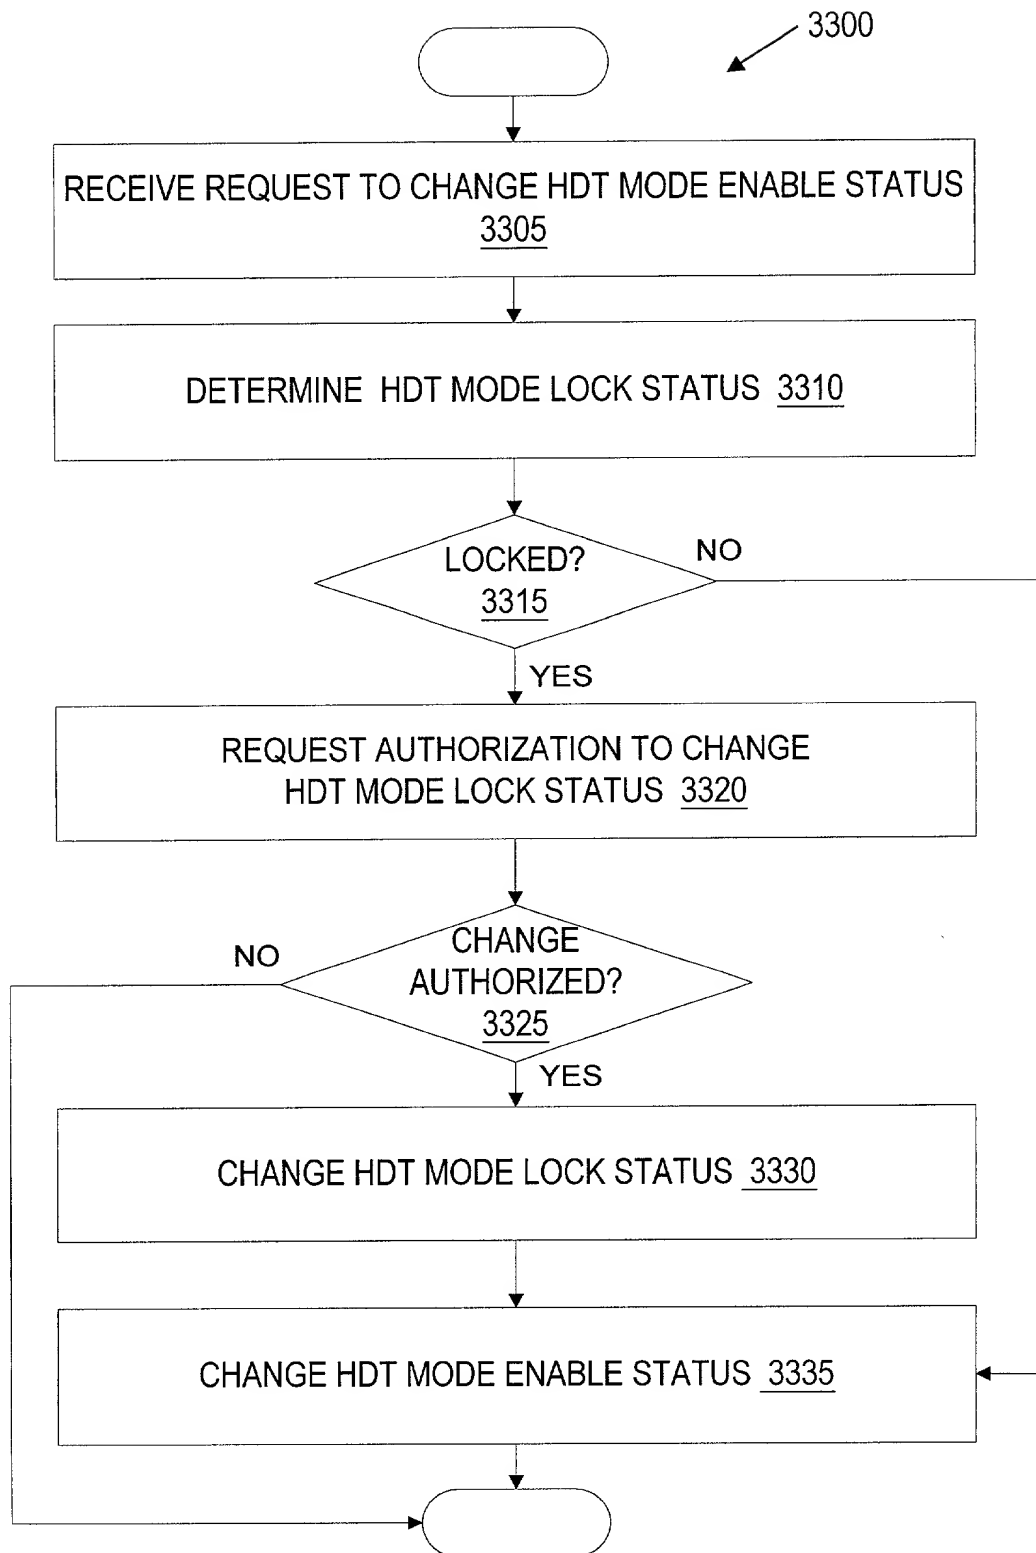 3300
RECEIVE REQUEST TO CHANGE HDT MODE ENABLE STATUS
3305
DETERMINE HDT MODE LOCK STATUS 3310
LOCKED?
3315
NO
YES
REQUEST AUTHORIZATION TO CHANGE
HDT MODE LOCK STATUS 3320
NO
CHANGE
AUTHORIZED?
3325
YES
CHANGE HDT MODE LOCK STATUS 3330
CHANGE HDT MODE ENABLE STATUS 3335